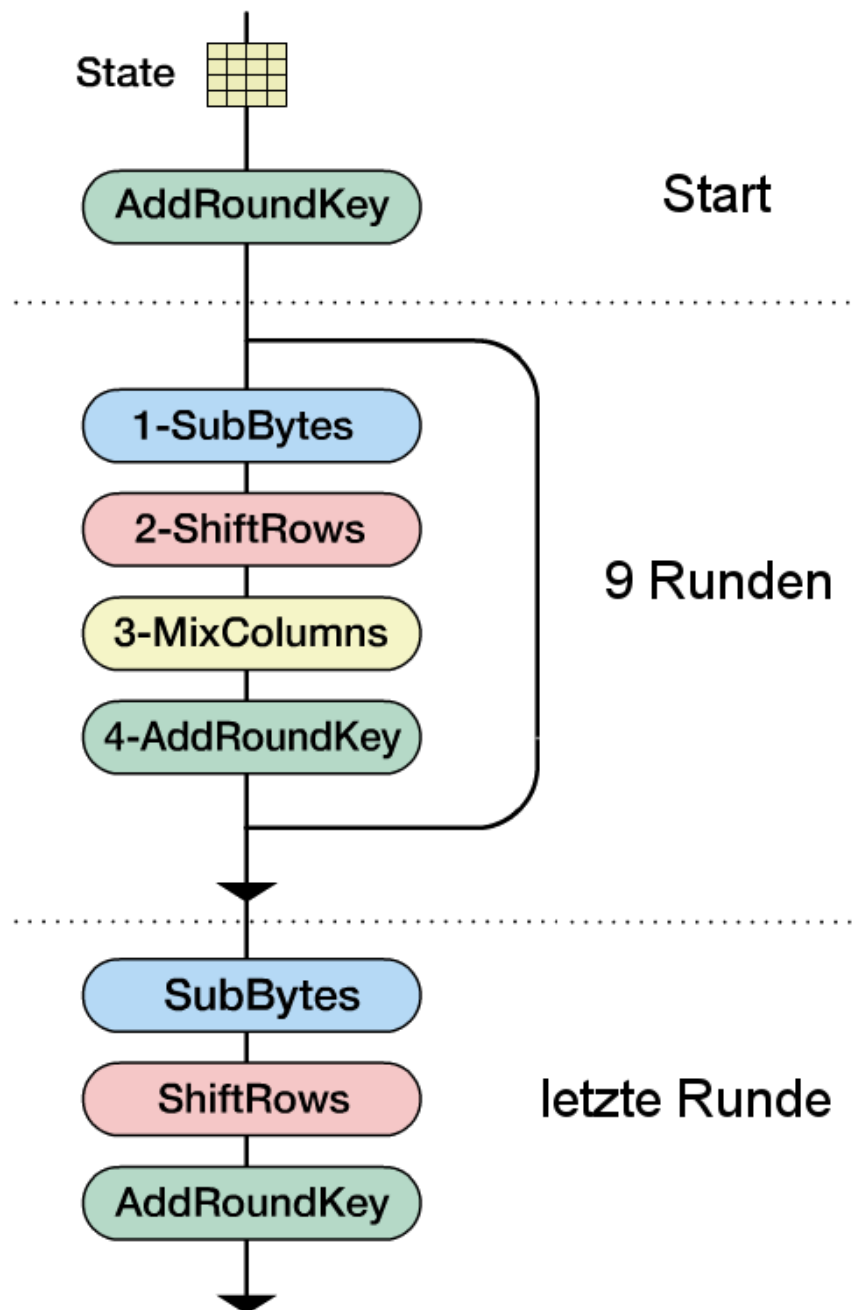 State
AddRoundKey
Start
1-SubBytes
2-ShiftRows
3-MixColumns
4-AddRoundKey
9 Runden
SubBytes
ShiftRows
AddRoundKey
letzte Runde